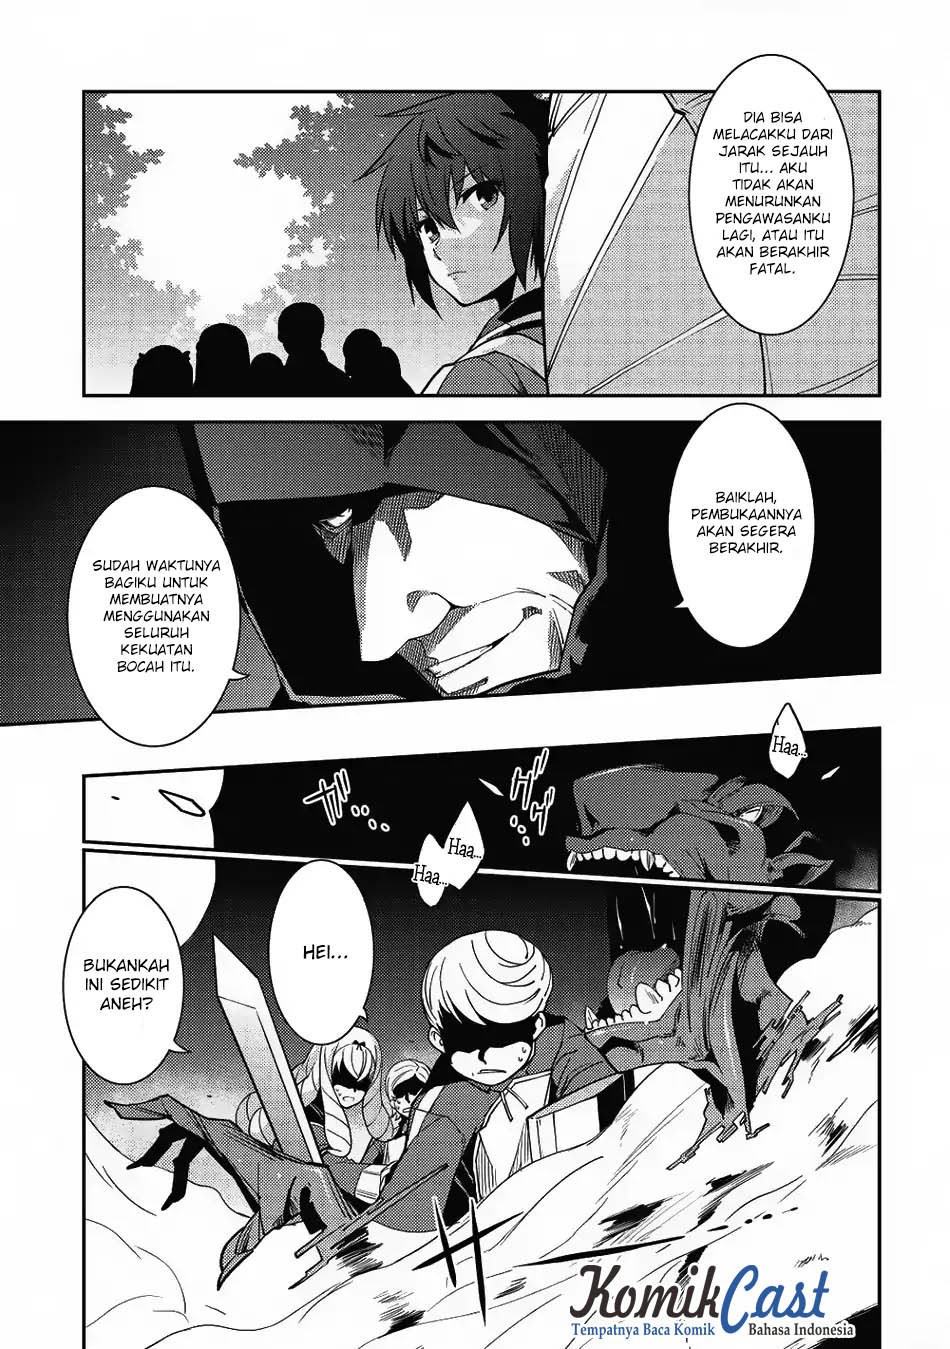 DIA BISA
MELACAKKU DARI
JARAK SEJAUH
ITU... AKU
TIDAK AKAN
MENURUNKAN
PENGAWASANKU
LAGI, ATAU ITU
AKAN BERAKHIR
FATAL.
BAIKLAH,
PEMBUKAANNYA
AKAN SEGERA
BERAKHIR.
SUDAH WAKTUNYA
BAGIKU UNTUK
MEMBUATNYA
MENGGUNAKAN
SELURUH
KEKUATAN
BOCAH ITU.
Haa...
Haa...
Haa...
HEI...
BUKANKAH
INI SEDIKIT
ANEH?
KomikCast
Tempatnya Baca Komik Bahasa Indonesia